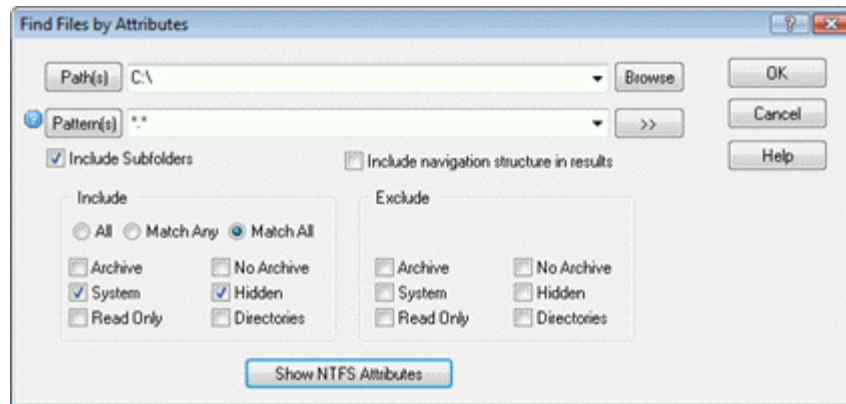 Find Files by Attributes
Path(s) C:\ Browse OK
Pattern(s) *.* >> Cancel
Include Subfolders Include navigation structure in results Help
Include Exclude
All Match Any Match All
Archive No Archive Archive No Archive
System Hidden System Hidden
Read Only Directories Read Only Directories
Show NTFS Attributes